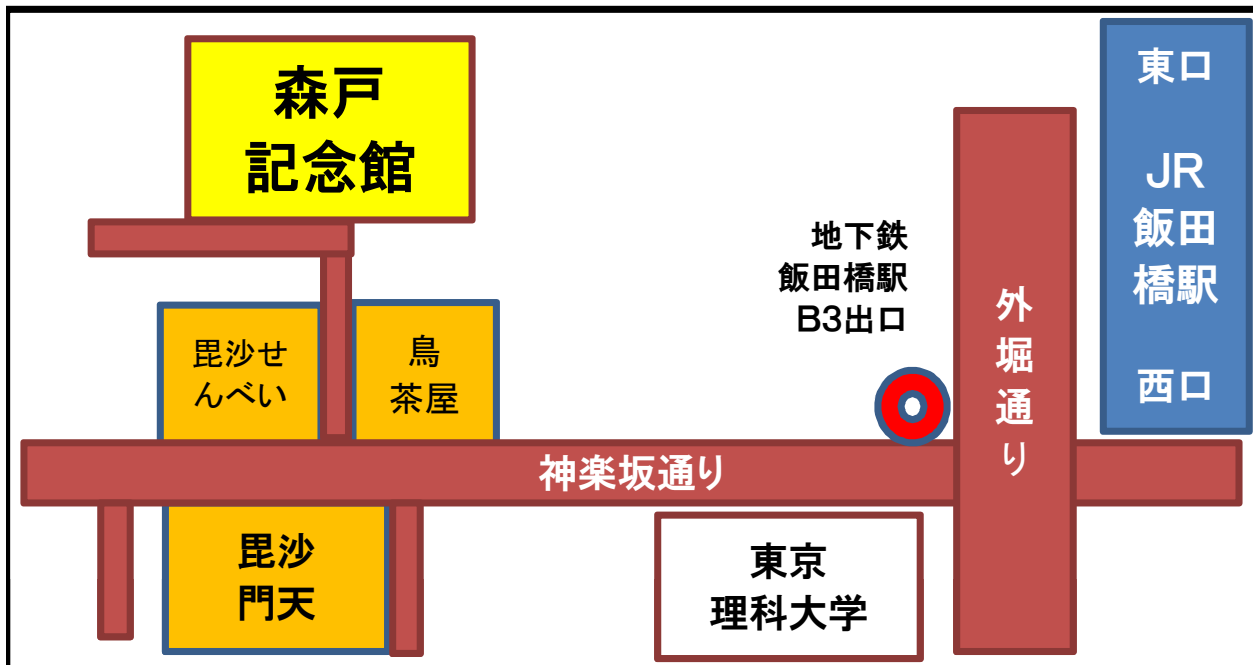 森戸
記念館
毘沙せ
んべい
鳥
茶屋
毘沙
門天
神楽坂通り
地下鉄
飯田橋駅
B3出口
東京
理科大学
外堀通り
東口
JR
飯田
橋駅
西口